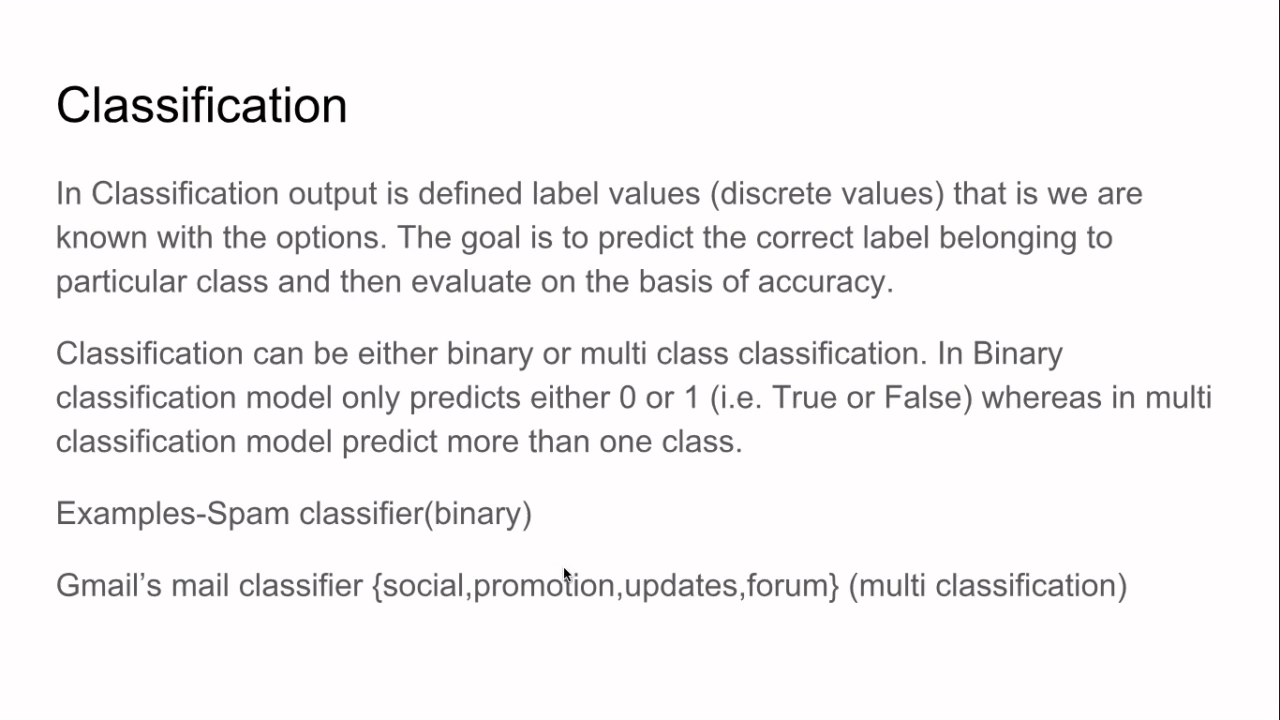 Classification
In Classification output is defined label values (discrete values) that is we are
known with the options. The goal is to predict the correct label belonging to
particular class and then evaluate on the basis of accuracy.
Classification can be either binary or multi class classification. In Binary
classification model only predicts either 0 or 1 (i.e. True or False) whereas in multi
classification model predict more than one class.
Examples-Spam classifier(binary)
Gmail’s mail classifier {social,promotion,updates,forum} (multi classification)